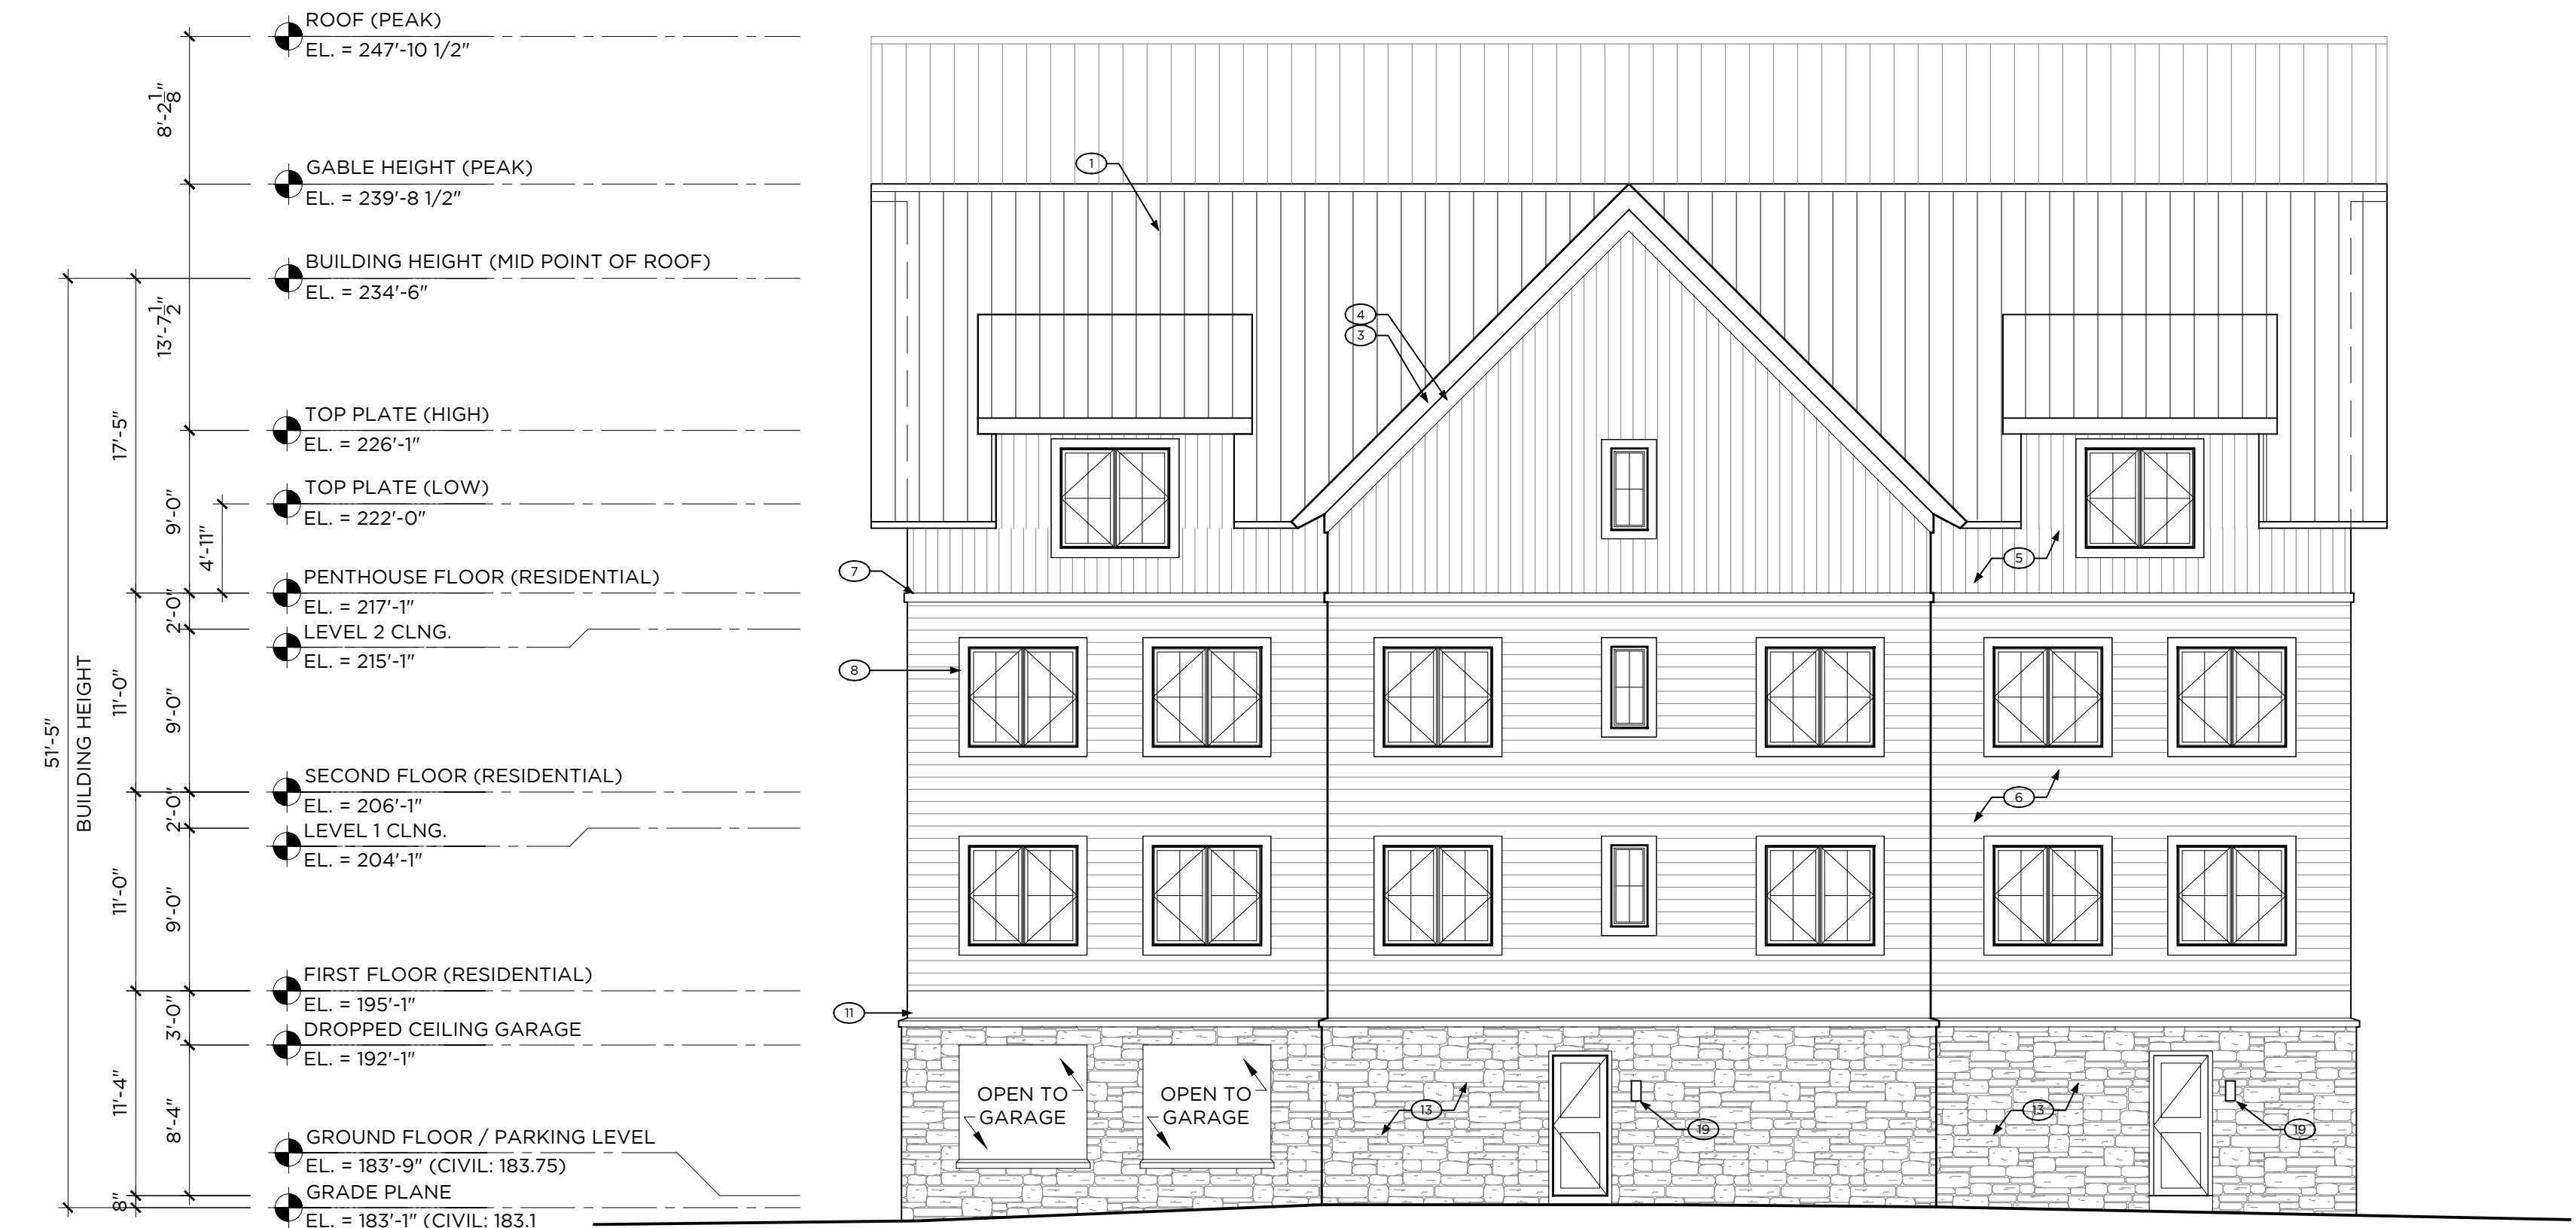 ROOF (PEAK)
EL. = 247'-10 1/2"
8'-2 1/8"
GABLE HEIGHT (PEAK)
EL. = 239'-8 1/2"
1
BUILDING HEIGHT (MID POINT OF ROOF)
EL. = 234'-6"
13'-7 1/2"
4
3
17'-5"
TOP PLATE (HIGH)
EL. = 226'-1"
9'-0"
TOP PLATE (LOW)
EL. = 222'-0"
4'-11"
5
7
PENTHOUSE FLOOR (RESIDENTIAL)
EL. = 217'-1"
2'-0"
LEVEL 2 CLNG.
EL. = 215'-1"
8
11'-0"
9'-0"
51'-5"
BUILDING HEIGHT
SECOND FLOOR (RESIDENTIAL)
EL. = 206'-1"
2'-0"
6
LEVEL 1 CLNG.
EL. = 204'-1"
11'-0"
9'-0"
FIRST FLOOR (RESIDENTIAL)
EL. = 195'-1"
3'-0"
11
DROPPED CEILING GARAGE
EL. = 192'-1"
11'-4"
8'-4"
OPEN TO
GARAGE
OPEN TO
GARAGE
13
19
13
19
GROUND FLOOR / PARKING LEVEL
EL. = 183'-9" (CIVIL: 183.75)
8"
GRADE PLANE
EL. = 183'-1" (CIVIL: 183.1